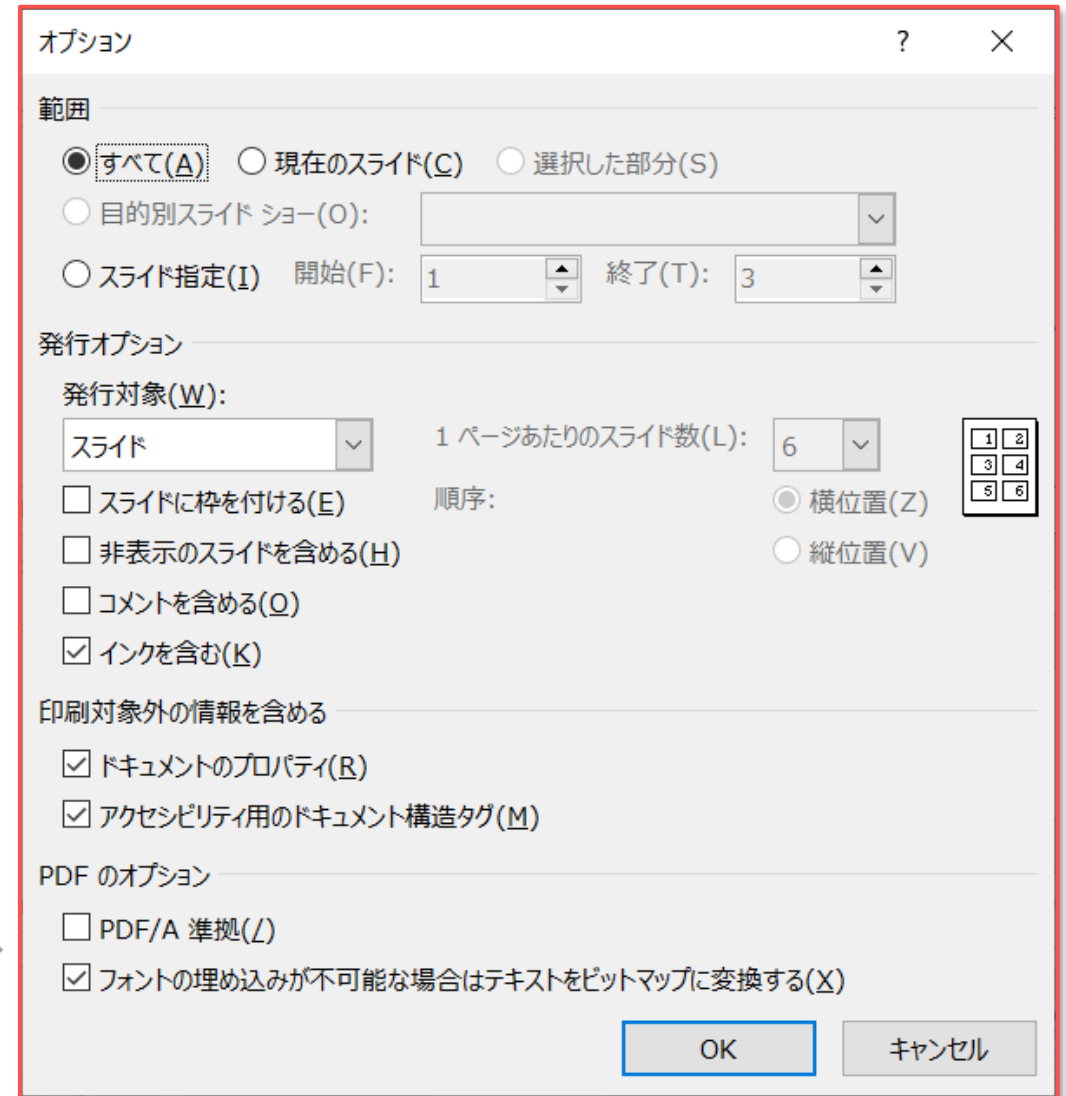 オプション ? ×
範囲
すべて(A) 現在のスライド(C) 選択した部分(S)
目的別スライド ショー(O):
スライド指定(I) 開始(F): 1 終了(T): 3
発行オプション
発行対象(W):
スライド 1 ページあたりのスライド数(L): 6
1 2
3 4
5 6
スライドに枠を付ける(E) 順序: 横位置(Z)
非表示のスライドを含める(H) 縦位置(V)
コメントを含める(O)
インクを含む(K)
印刷対象外の情報を含める
ドキュメントのプロパティ(R)
アクセシビリティ用のドキュメント構造タグ(M)
PDF のオプション
PDF/A 準拠(/)
フォントの埋め込みが不可能な場合はテキストをビットマップに変換する(X)
OK キャンセル